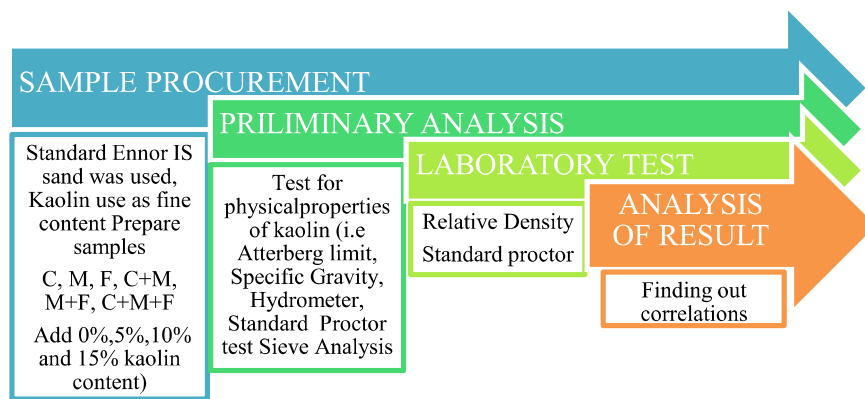 SAMPLE PROCUREMENT
Standard Ennor IS
sand was used,
Kaolin use as fine
content Prepare
samples
C, M, F, C+M,
M+F, C+M+F
Add 0%,5%,10%
and 15% kaolin
content)
PRILIMINARY ANALYSIS
Test for
physicalproperties
of kaolin (i.e
Atterberg limit,
Specific Gravity,
Hydrometer,
Standard Proctor
test Sieve Analysis
LABORATORY TEST
Relative Density
Standard proctor
ANALYSIS
OF RESULT
Finding out
correlations